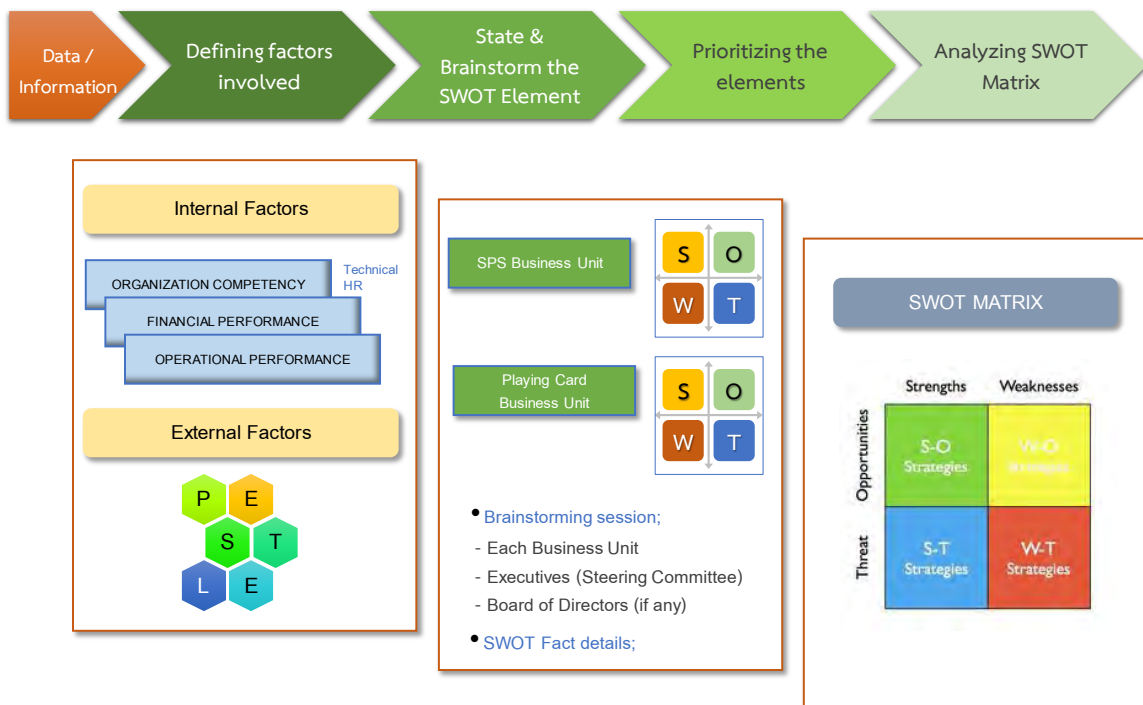 Data /
Information
Defining factors
involved
State &
Brainstorm the
SWOT Element
Prioritizing the
elements
Analyzing SWOT
Matrix
Internal Factors
ORGANIZATION COMPETENCY
Technical
HR
FINANCIAL PERFORMANCE
OPERATIONAL PERFORMANCE
External Factors
P E
S T
L E
SPS Business Unit
S O
W T
Playing Card
Business Unit
S O
W T
• Brainstorming session;
- Each Business Unit
- Executives (Steering Committee)
- Board of Directors (if any)
• SWOT Fact details;
SWOT MATRIX
Strengths Weaknesses
Opportunities
S-O
Strategies
W-O
Strategies
Threat
S-T
Strategies
W-T
Strategies